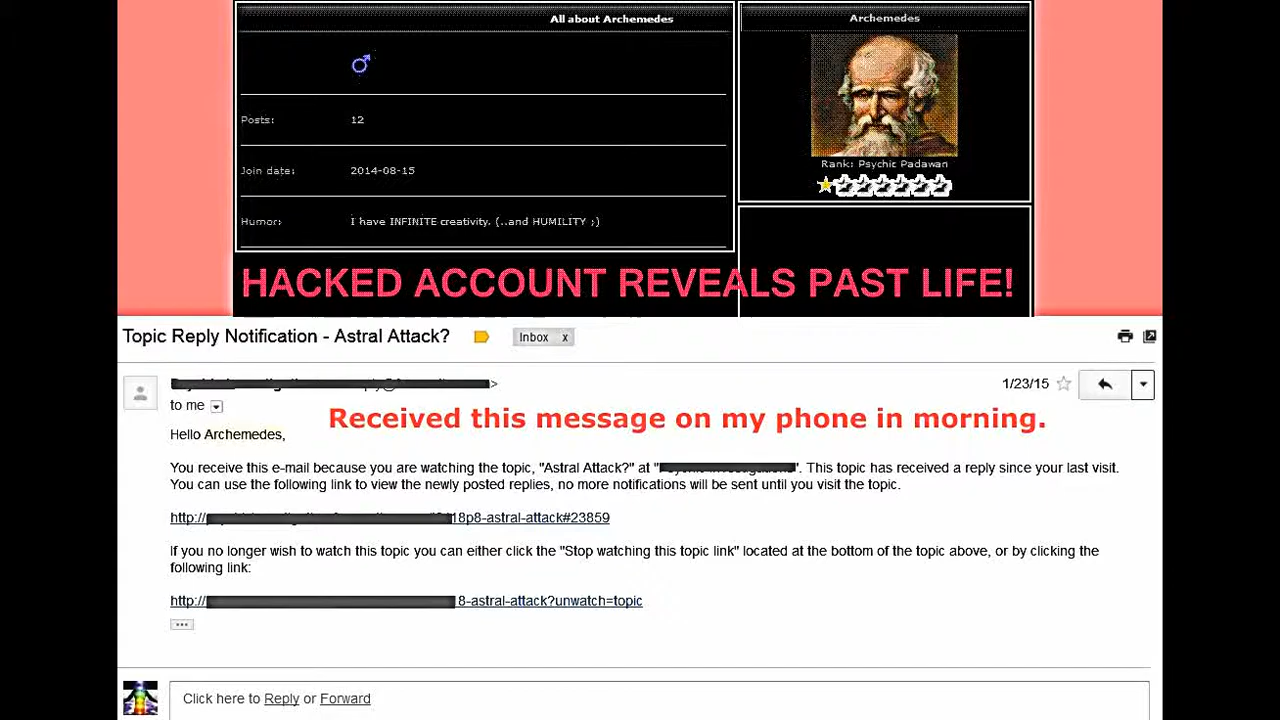 All about Archemedes
Archemedes
Posts: 12
Join date: 2014-08-15
Humor: I have INFINITE creativity. (..and HUMILITY ;)
Rank: Psychic Padawan
HACKED ACCOUNT REVEALS PAST LIFE!
Topic Reply Notification - Astral Attack?
Inbox x
> 1/23/15
to me
Received this message on my phone in morning.
Hello Archemedes,
You receive this e-mail because you are watching the topic, "Astral Attack?" at " ". This topic has received a reply since your last visit.
You can use the following link to view the newly posted replies, no more notifications will be sent until you visit the topic.
http:// 18p8-astral-attack#23859
If you no longer wish to watch this topic you can either click the "Stop watching this topic link" located at the bottom of the topic above, or by clicking the
following link:
http:// 8-astral-attack?unwatch=topic
...
Click here to Reply or Forward